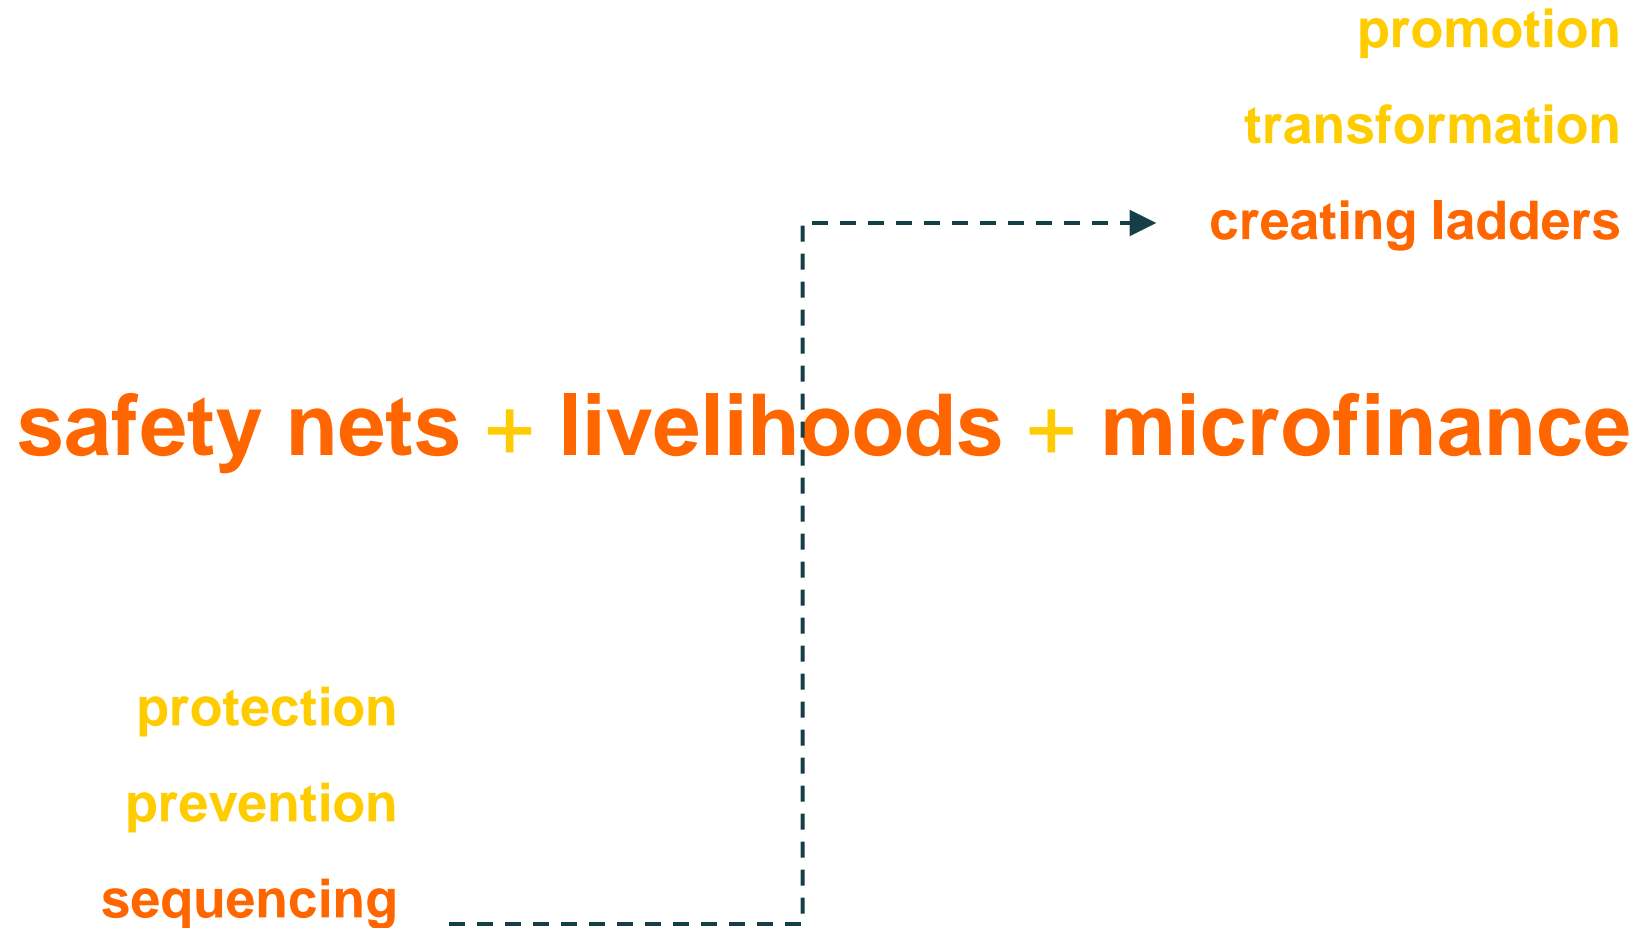 promotion
transformation
creating ladders
safety nets + livelihoods + microfinance
protection
prevention
sequencing